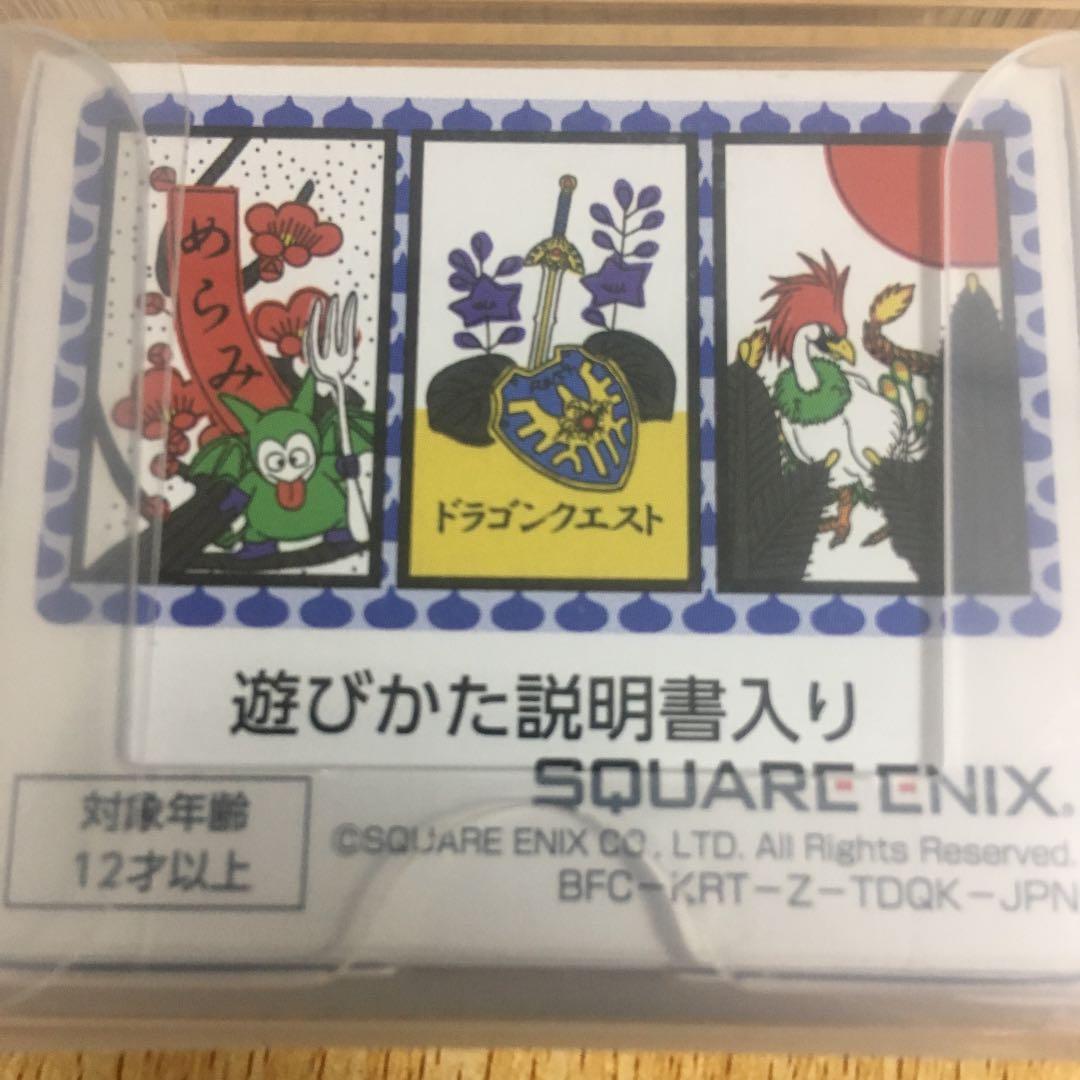 めらみ
ドラゴンクエスト
遊びかた説明書入り
対象年齢
12才以上
SQUARE ENIX.
©SQUARE ENIX CO., LTD. All Rights Reserved.
BFC-KRT-Z-TDQK-JPN